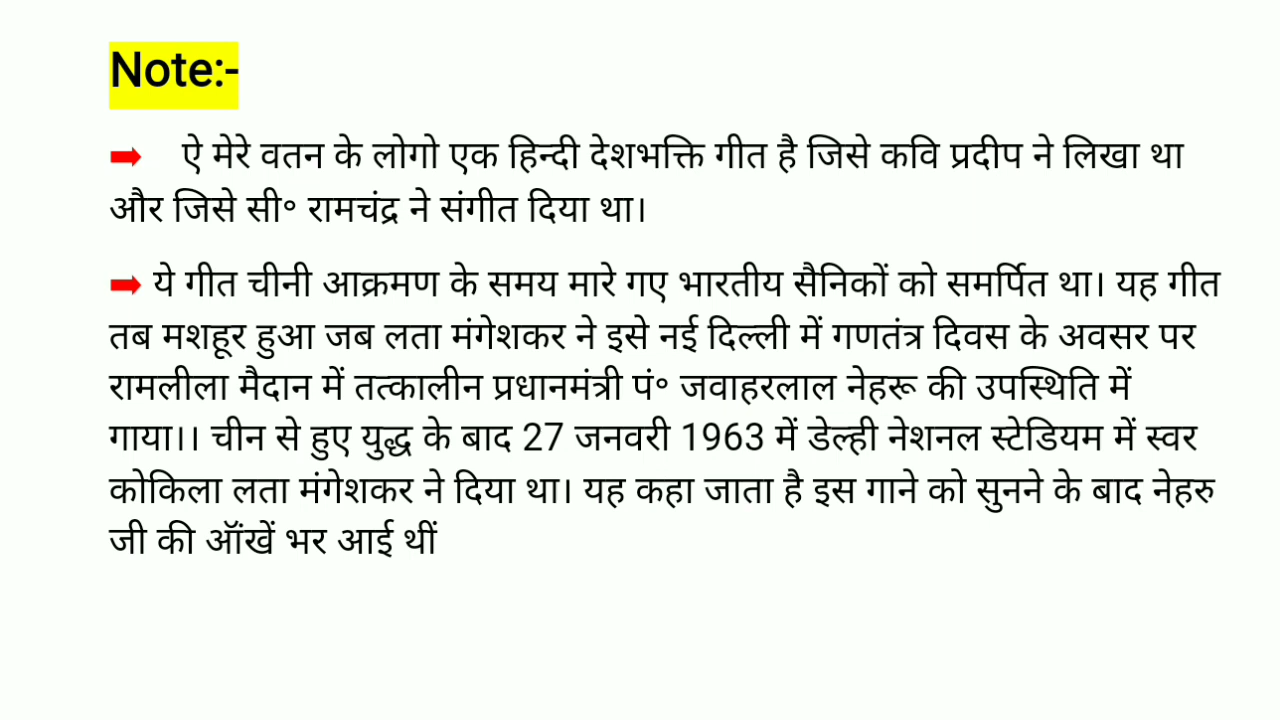 Note:-
➡ ऐ मेरे वतन के लोगो एक हिन्दी देशभक्ति गीत है जिसे कवि प्रदीप ने लिखा था
और जिसे सी॰ रामचंद्र ने संगीत दिया था।
➡ ये गीत चीनी आक्रमण के समय मारे गए भारतीय सैनिकों को समर्पित था। यह गीत
तब मशहूर हुआ जब लता मंगेशकर ने इसे नई दिल्ली में गणतंत्र दिवस के अवसर पर
रामलीला मैदान में तत्कालीन प्रधानमंत्री पं॰ जवाहरलाल नेहरू की उपस्थिति में
गाया।। चीन से हुए युद्ध के बाद 27 जनवरी 1963 में डेल्ही नेशनल स्टेडियम में स्वर
कोकिला लता मंगेशकर ने दिया था। यह कहा जाता है इस गाने को सुनने के बाद नेहरु
जी की ऑंखें भर आई थीं